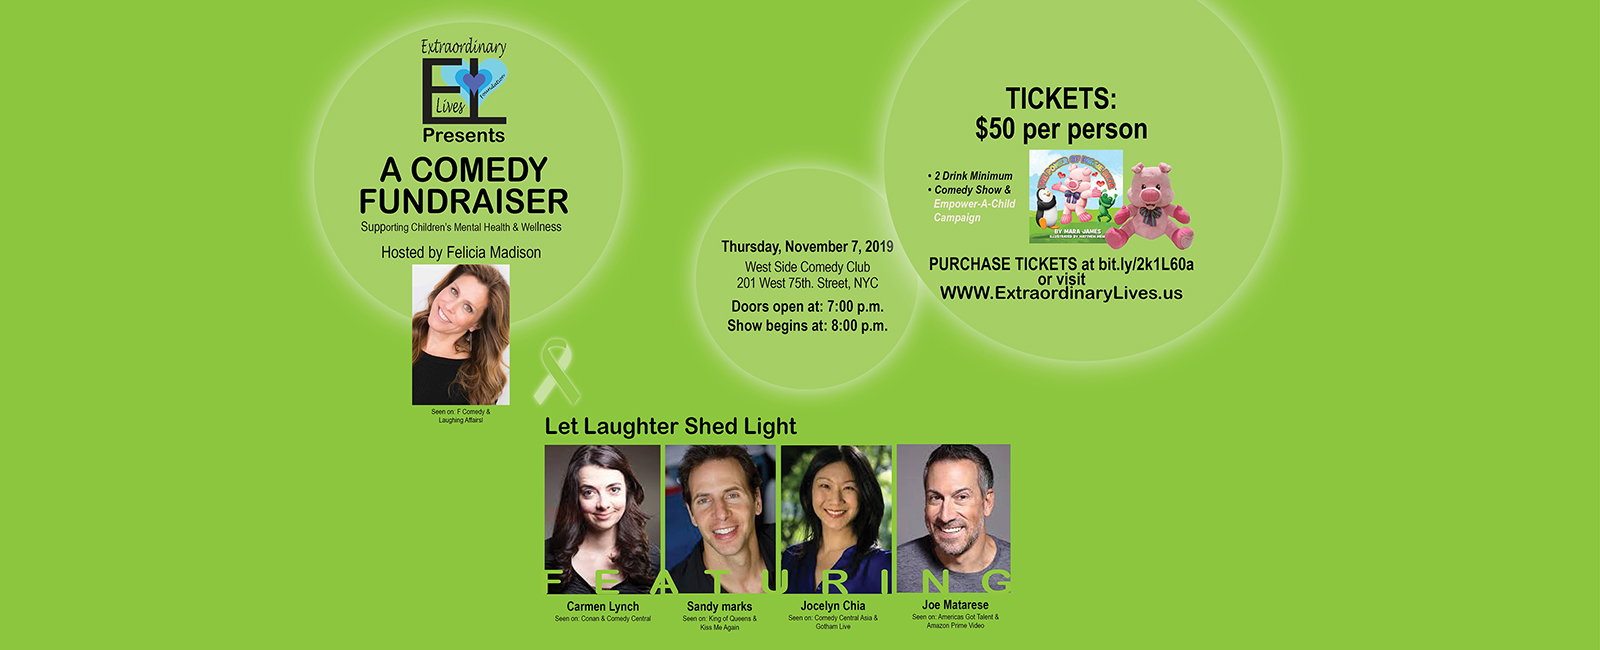 Extraordinary
EL
Lives
Foundation
Presents
A COMEDY
FUNDRAISER
Supporting Children's Mental Health & Wellness
Hosted by Felicia Madison
Seen on: F Comedy &
Laughing Affairs!
Thursday, November 7, 2019
West Side Comedy Club
201 West 75th. Street, NYC
Doors open at: 7:00 p.m.
Show begins at: 8:00 p.m.
TICKETS:
$50 per person
• 2 Drink Minimum
• Comedy Show &
Empower-A-Child
Campaign
BY MARA JAMES
PURCHASE TICKETS at bit.ly/2k1L60a
or visit
WWW.ExtraordinaryLives.us
Let Laughter Shed Light
FEATURING
Carmen Lynch
Seen on: Conan & Comedy Central
Sandy marks
Seen on: King of Queens &
Kiss Me Again
Jocelyn Chia
Seen on: Comedy Central Asia &
Gotham Live
Joe Matarese
Seen on: Americas Got Talent &
Amazon Prime Video